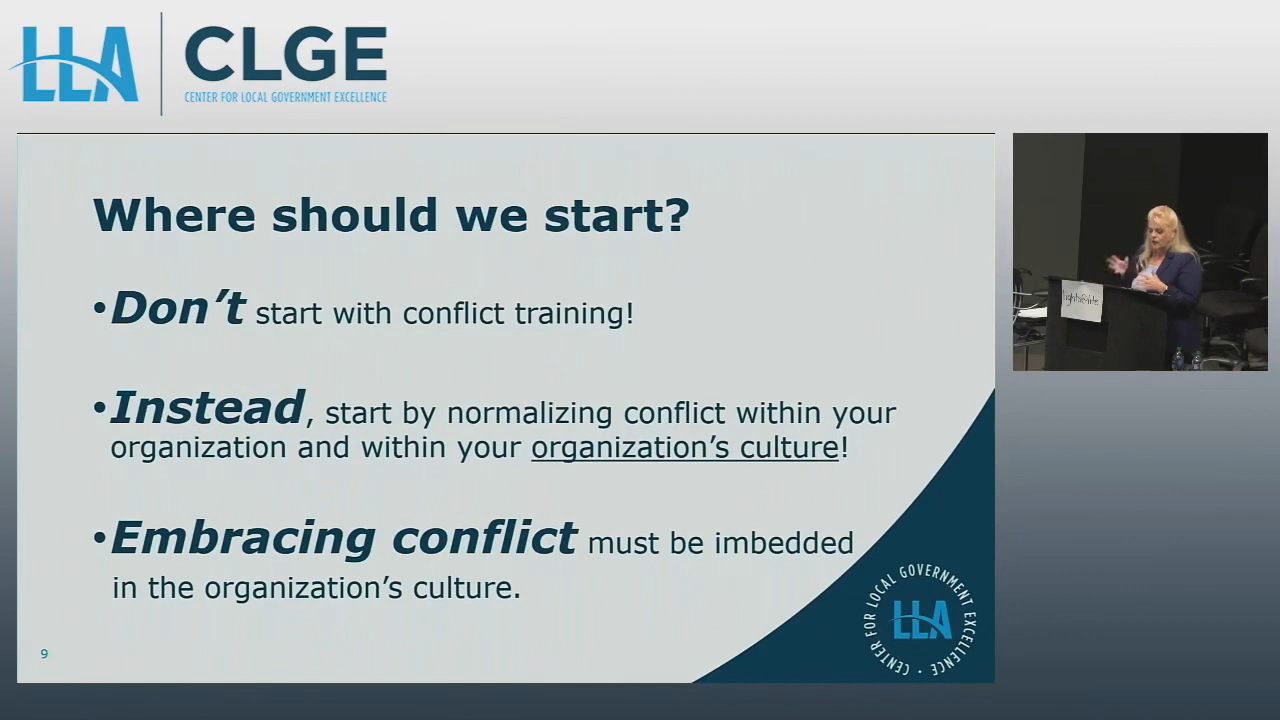 LLA
CLGE
CENTER FOR LOCAL GOVERNMENT EXCELLENCE
Where should we start?
•Don’t start with conflict training!
•Instead, start by normalizing conflict within your
organization and within your organization’s culture!
•Embracing conflict must be imbedded
in the organization’s culture.
9
CENTER FOR LOCAL GOVERNMENT EXCELLENCE
LLA